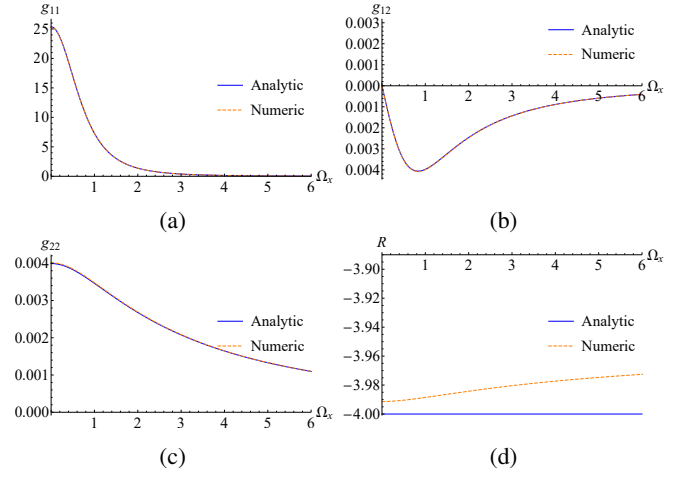 g11
25
20
15
10
5
0
1 2 3 4 5 6
Ωx
Analytic
Numeric
(a)
g12
0.003
0.002
0.001
0.000
0.001
0.002
0.003
0.004
1 2 3 4 5 6
Ωx
Analytic
Numeric
(b)
g22
0.004
0.003
0.002
0.001
0.000
1 2 3 4 5 6
Ωx
Analytic
Numeric
(c)
R
1 2 3 4 5 6
Ωx
−3.90
−3.92
−3.94
−3.96
−3.98
−4.00
Analytic
Numeric
(d)